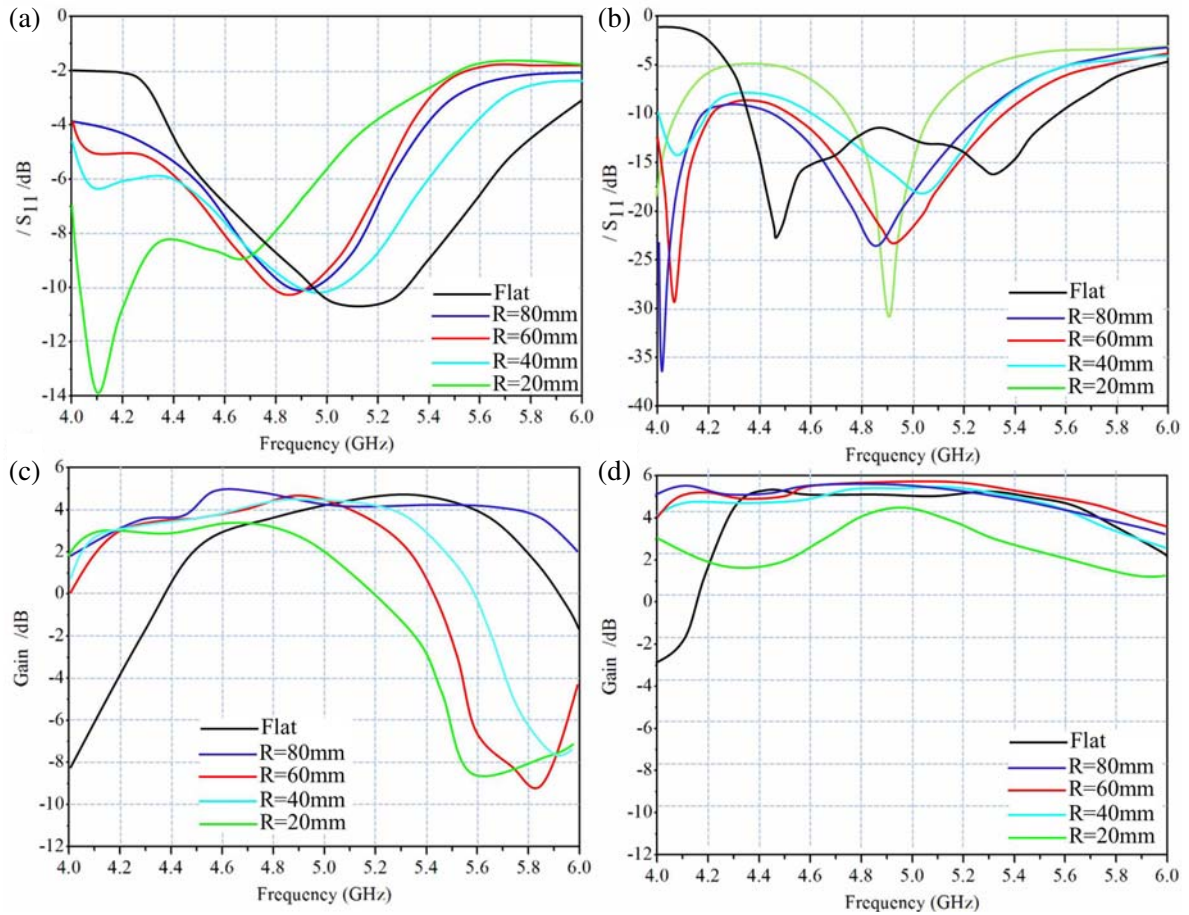 (a)
0
-2
-4
-6
-8
-10
-12
-14
/ S11 /dB
Flat
R=80mm
R=60mm
R=40mm
R=20mm
4.0 4.2 4.4 4.6 4.8 5.0 5.2 5.4 5.6 5.8 6.0
Frequency (GHz)
(b)
0
-5
-10
-15
-20
-25
-30
-35
-40
/ S11 /dB
Flat
R=80mm
R=60mm
R=40mm
R=20mm
4.0 4.2 4.4 4.6 4.8 5.0 5.2 5.4 5.6 5.8 6.0
Frequency (GHz)
(c)
6
4
2
0
-2
-4
-6
-8
-10
-12
Gain /dB
Flat
R=80mm
R=60mm
R=40mm
R=20mm
4.0 4.2 4.4 4.6 4.8 5.0 5.2 5.4 5.6 5.8 6.0
Frequency (GHz)
(d)
6
4
2
0
-2
-4
-6
-8
-10
-12
Gain /dB
Flat
R=80mm
R=60mm
R=40mm
R=20mm
4.0 4.2 4.4 4.6 4.8 5.0 5.2 5.4 5.6 5.8 6.0
Frequency (GHz)